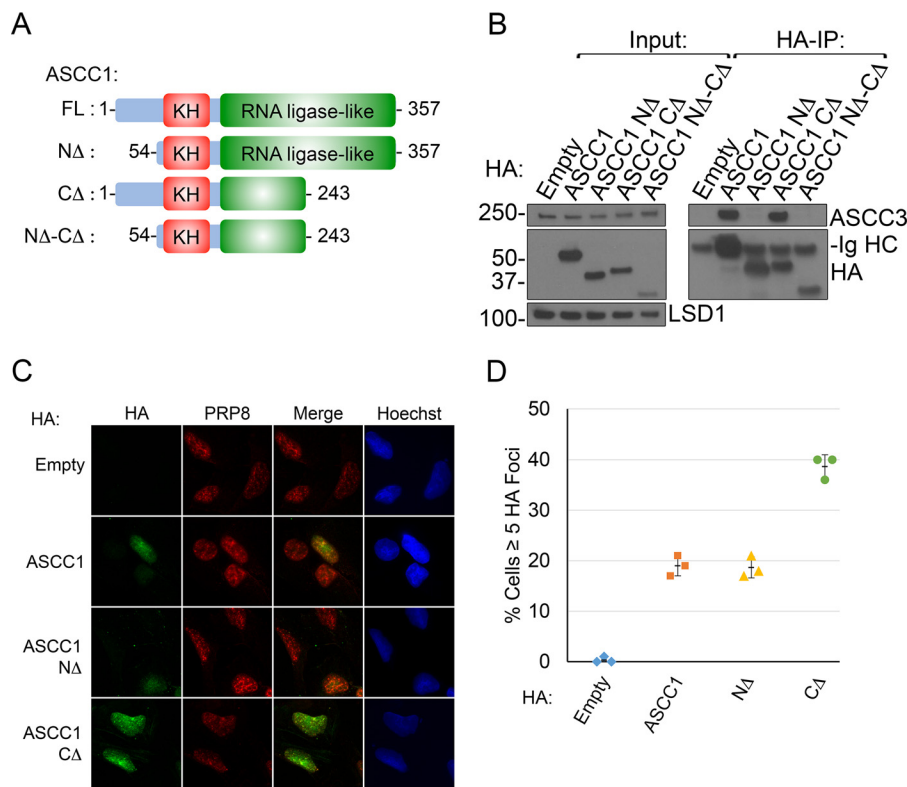 A
ASCC1:
FL : 1- KH RNA ligase-like - 357
NΔ : 54- KH RNA ligase-like - 357
CΔ : 1 KH - 243
NΔ-CΔ : 54- KH - 243
B
Input: HA-IP:
HA: Empty ASCC1 ASCC1 NΔ ASCC1 CΔ ASCC1 NΔ-CΔ Empty ASCC1 ASCC1 NΔ ASCC1 CΔ ASCC1 NΔ-CΔ
250- ASCC3
-Ig HC
50-
37- HA
100- LSD1
C
HA: HA PRP8 Merge Hoechst
Empty
ASCC1
ASCC1
NΔ
ASCC1
CΔ
D
% Cells ≥ 5 HA Foci
50
40
30
20
10
0
HA: Empty ASCC1 NΔ CΔ